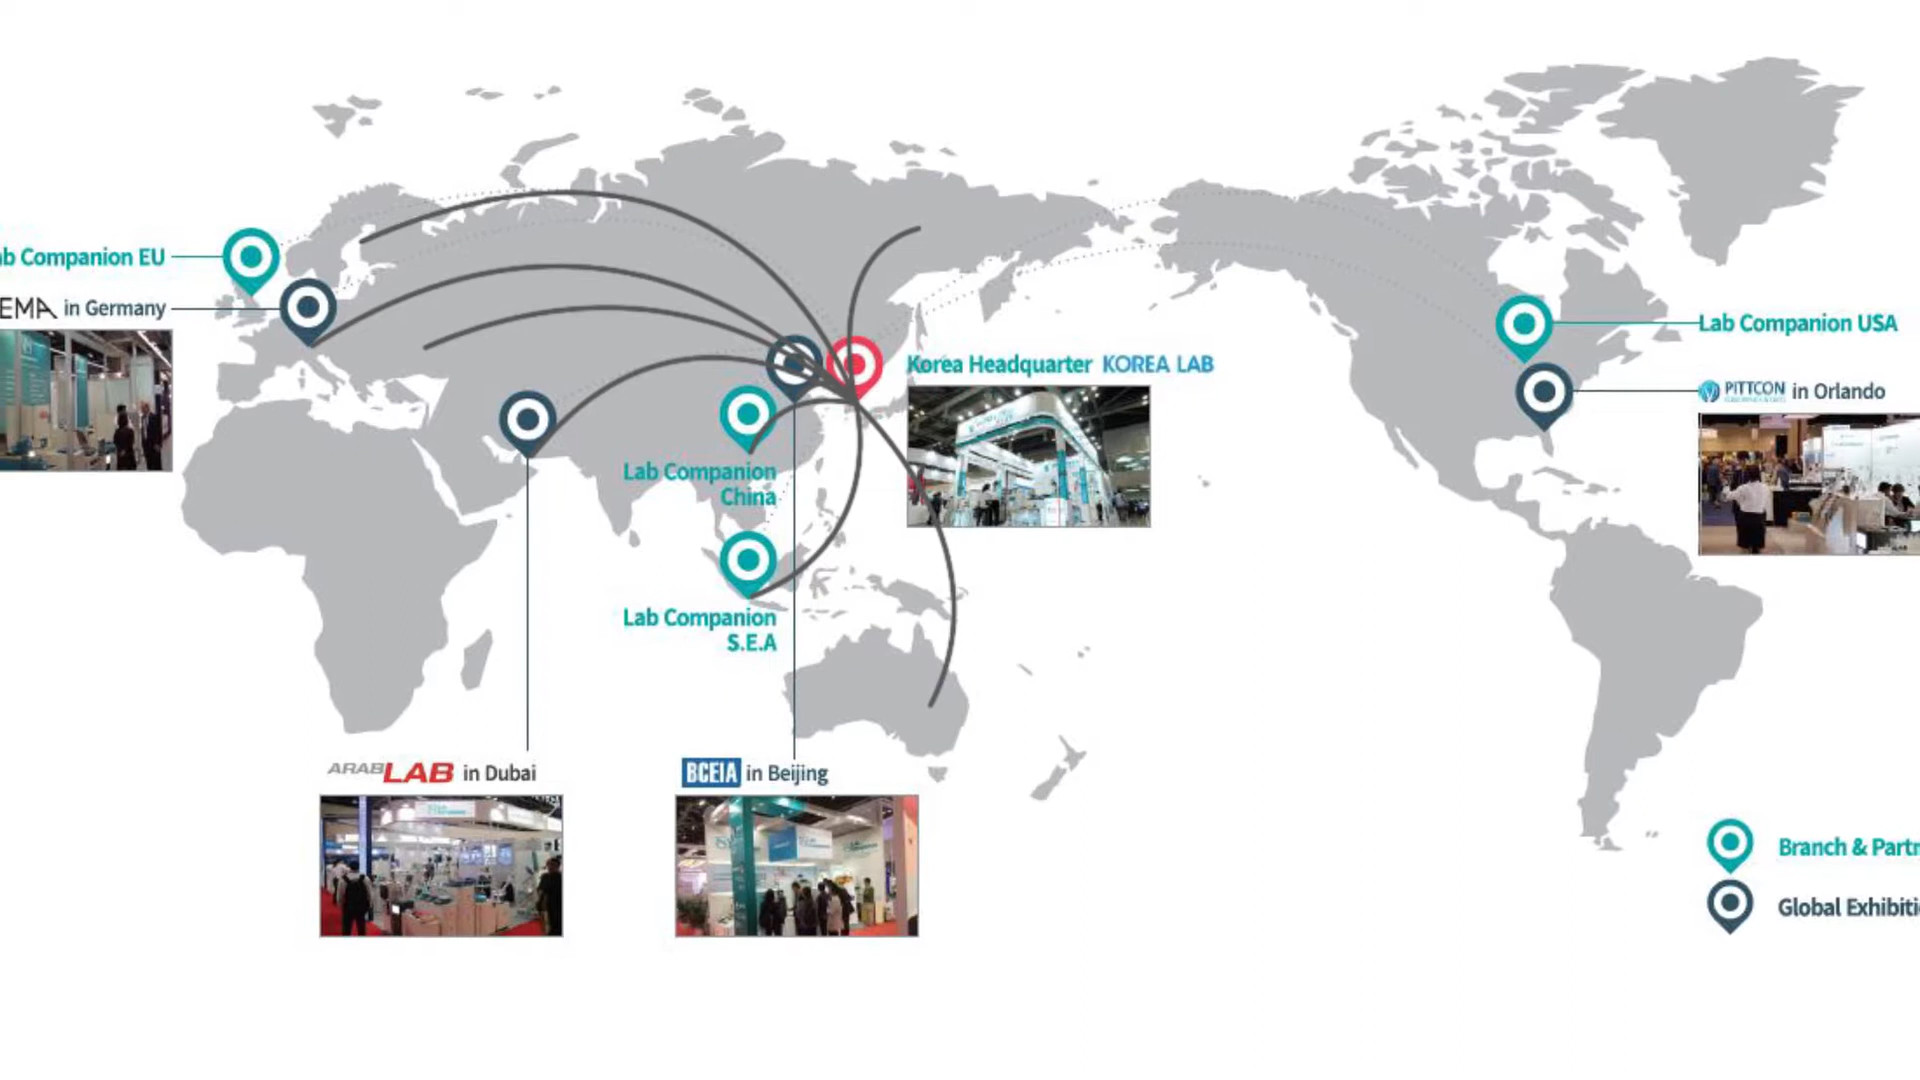 ab Companion EU
EMA in Germany
Korea Headquarter KOREA LAB
Lab Companion USA
PITTCON in Orlando
Lab Companion
China
Lab Companion
S.E.A
ARABLAB in Dubai
BCEIA in Beijing
Branch & Partn
Global Exhibiti